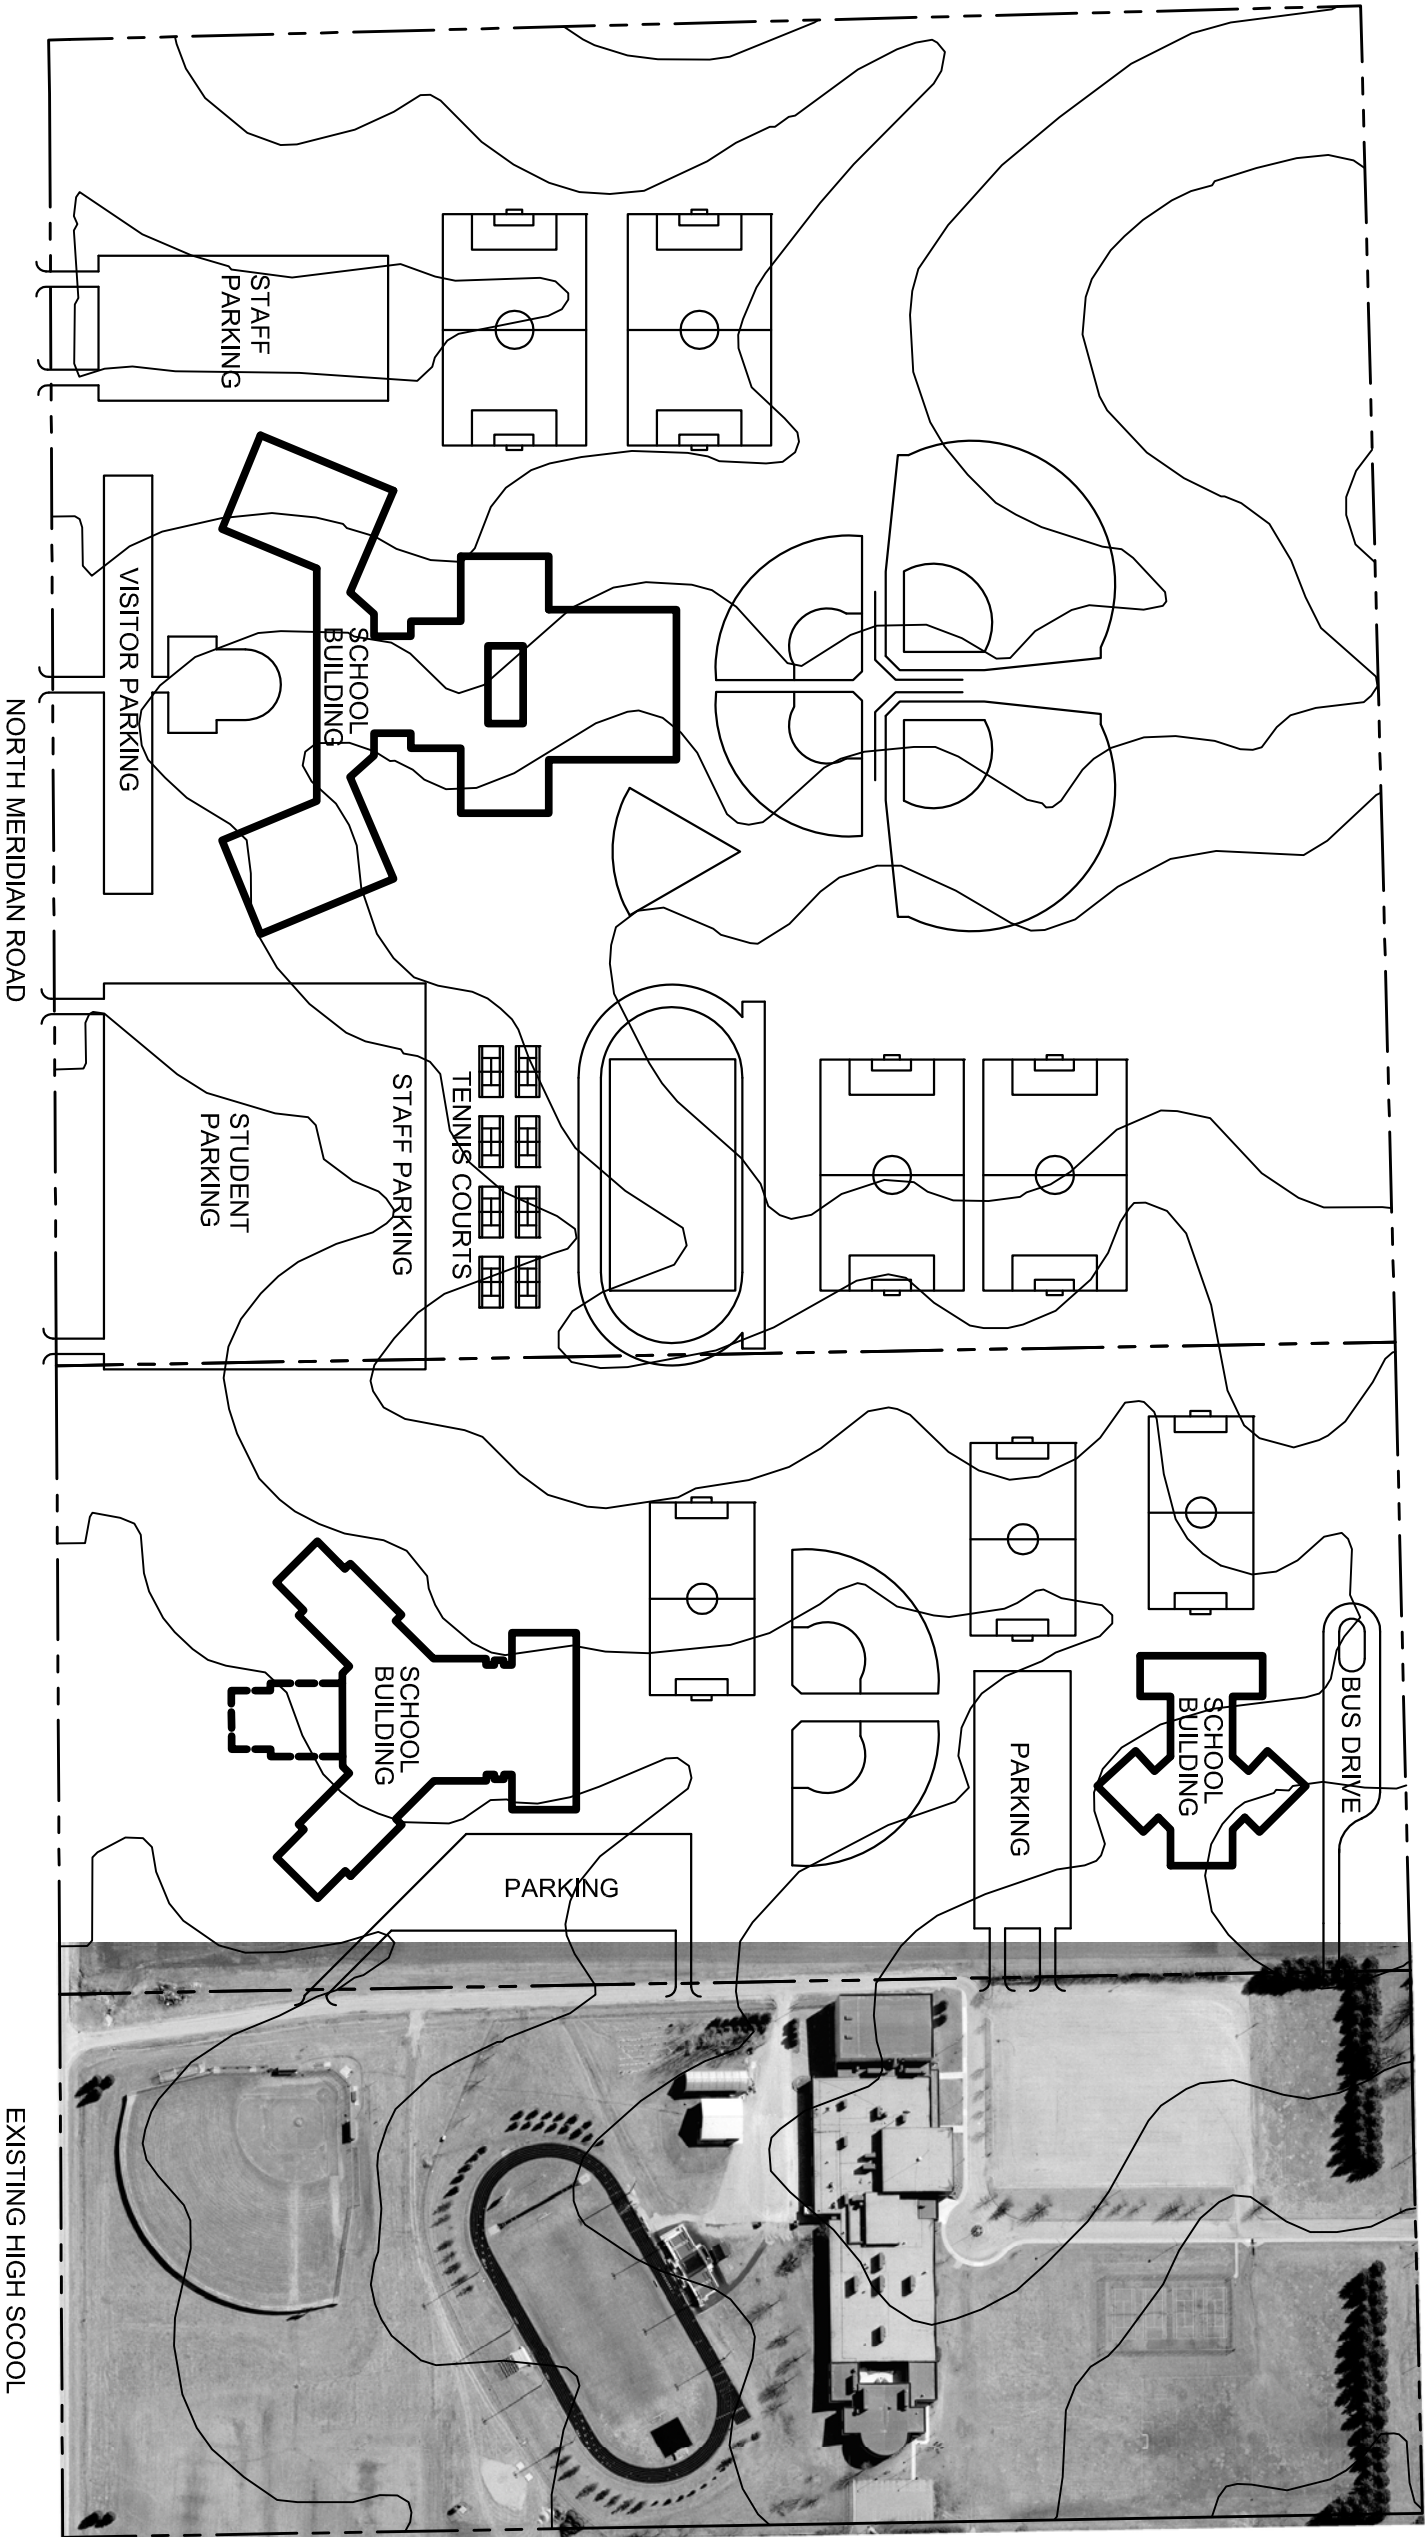 STAFF
PARKING
VISITOR PARKING
SCHOOL
BUILDING
NORTH MERIDIAN ROAD
STUDENT
PARKING
STAFF PARKING
TENNIS COURTS
SCHOOL
BUILDING
PARKING
PARKING
SCHOOL
BUILDING
BUS DRIVE
EXISTING HIGH SCOOL